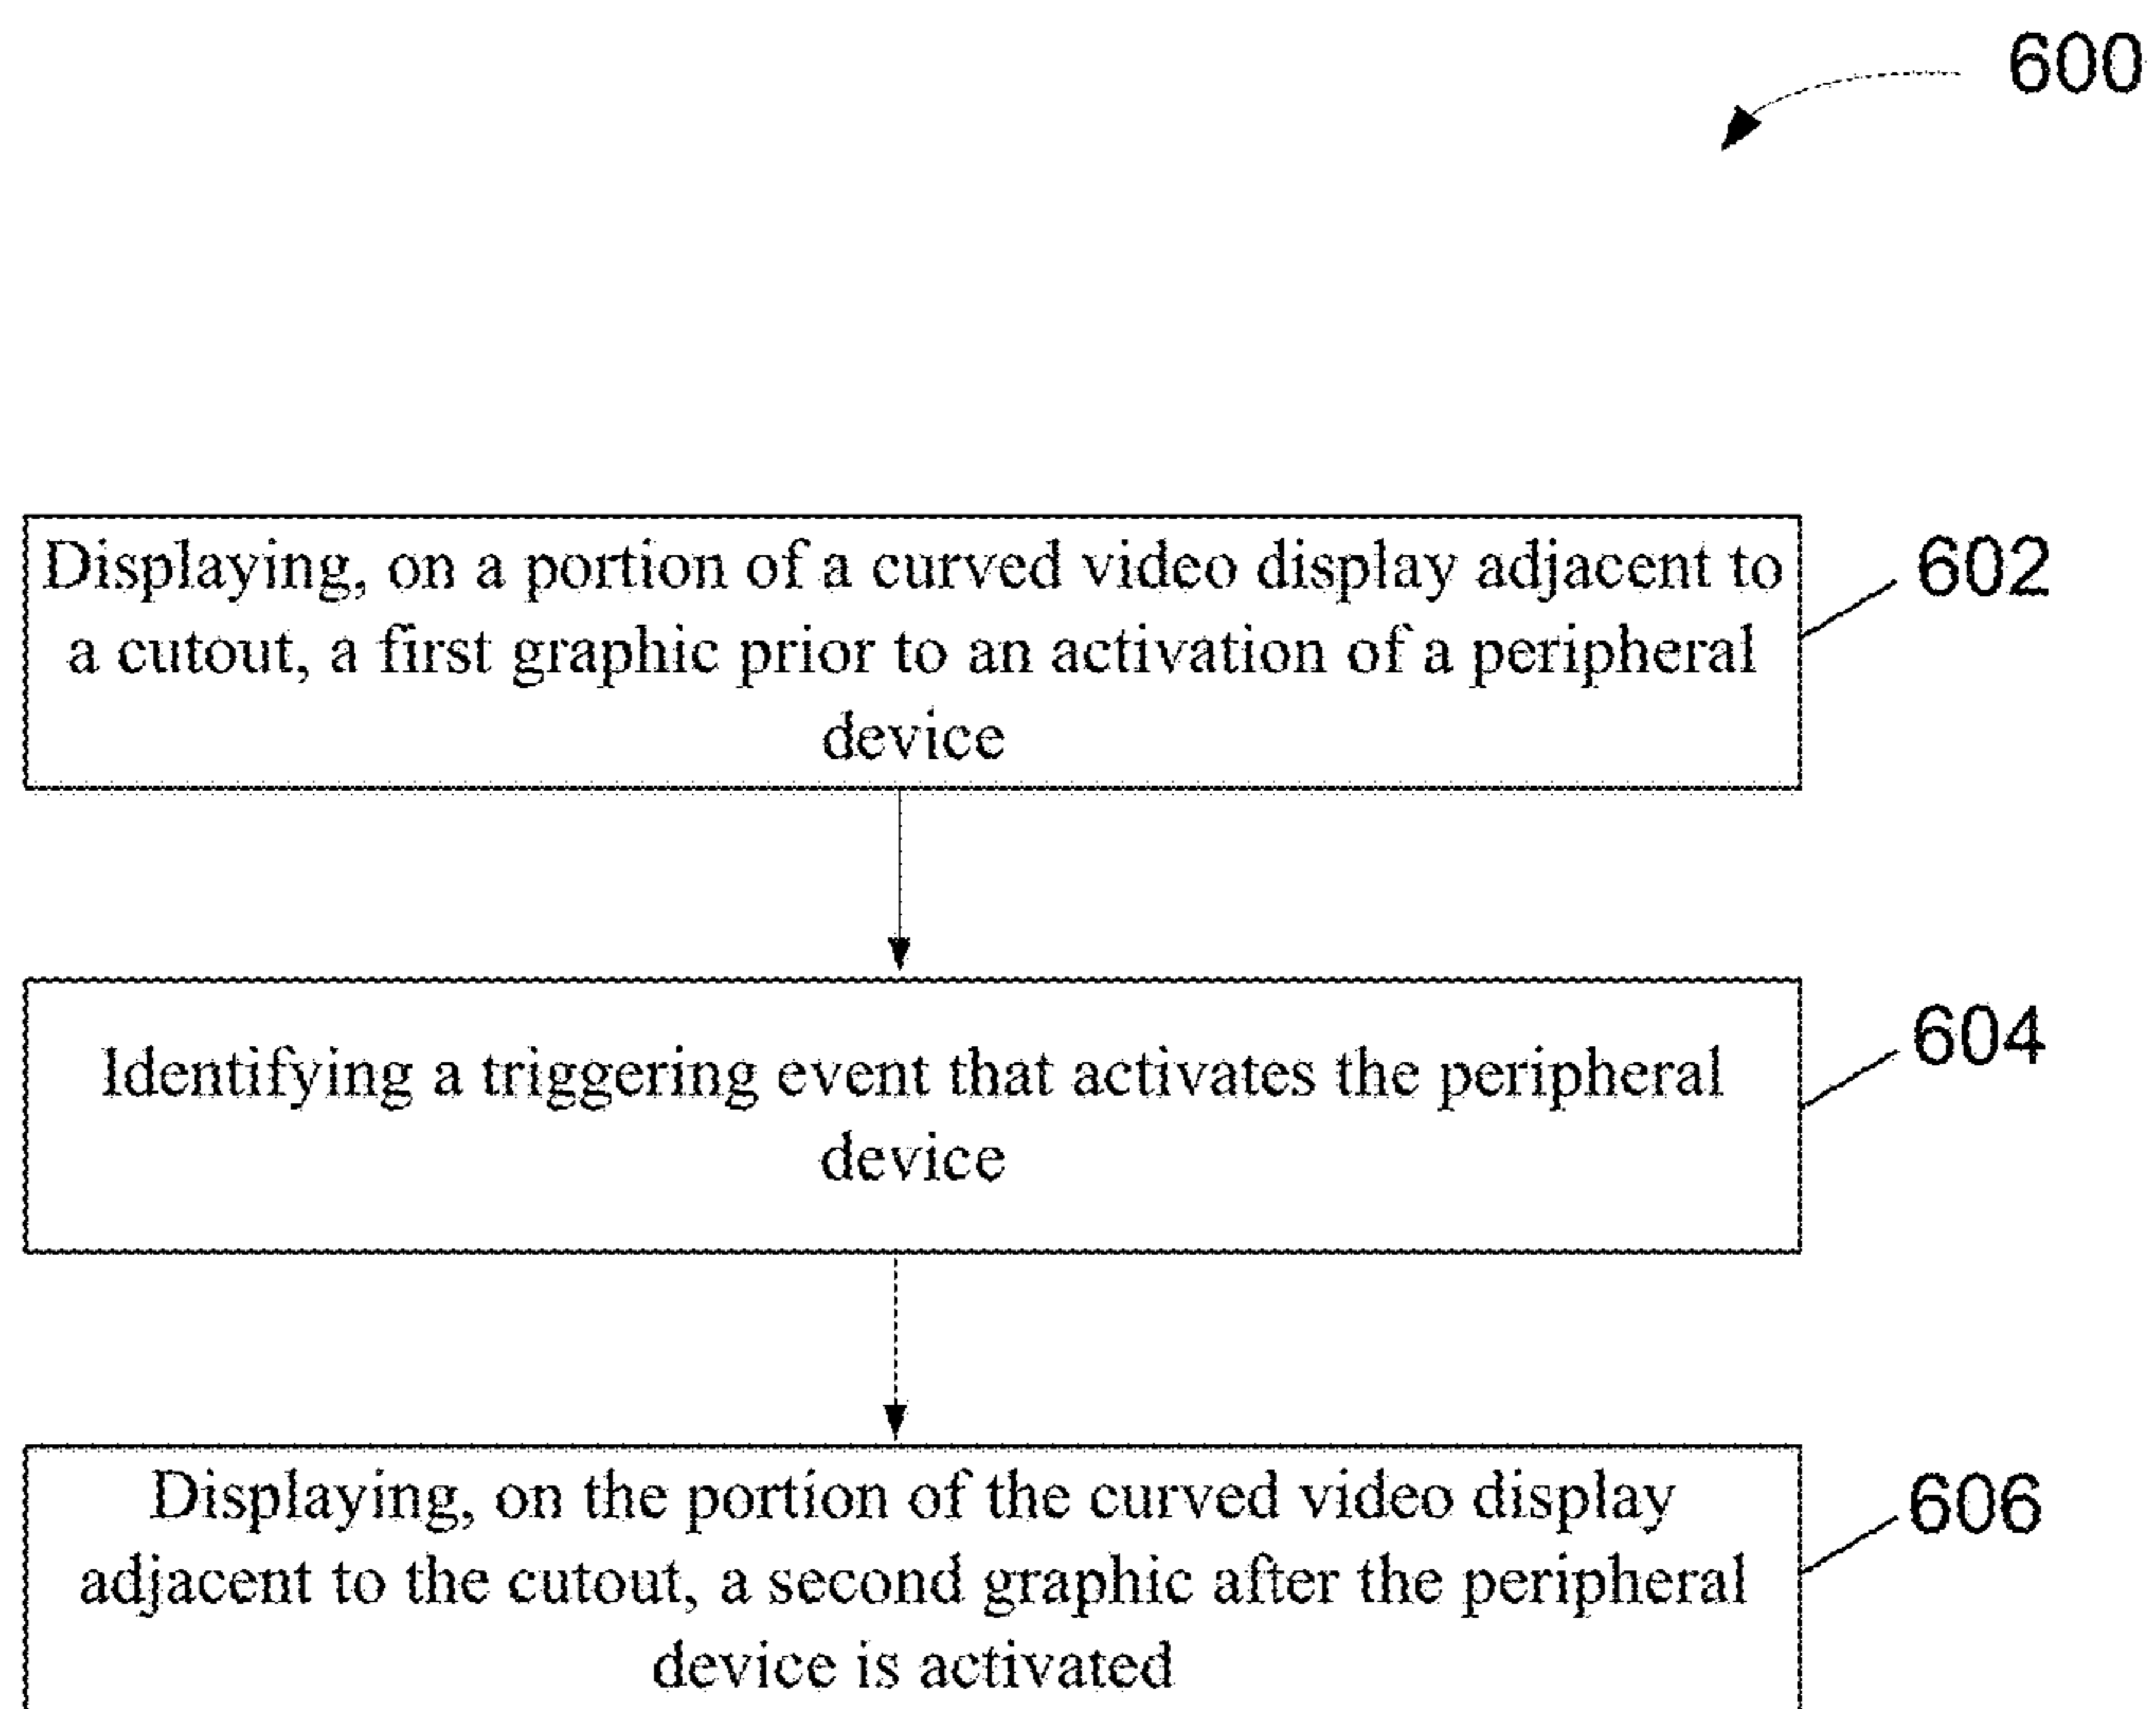 600
Displaying, on a portion of a curved video display adjacent to
a cutout, a first graphic prior to an activation of a peripheral
device
602
Identifying a triggering event that activates the peripheral
device
604
Displaying, on the portion of the curved video display
adjacent to the cutout, a second graphic after the peripheral
device is activated
606